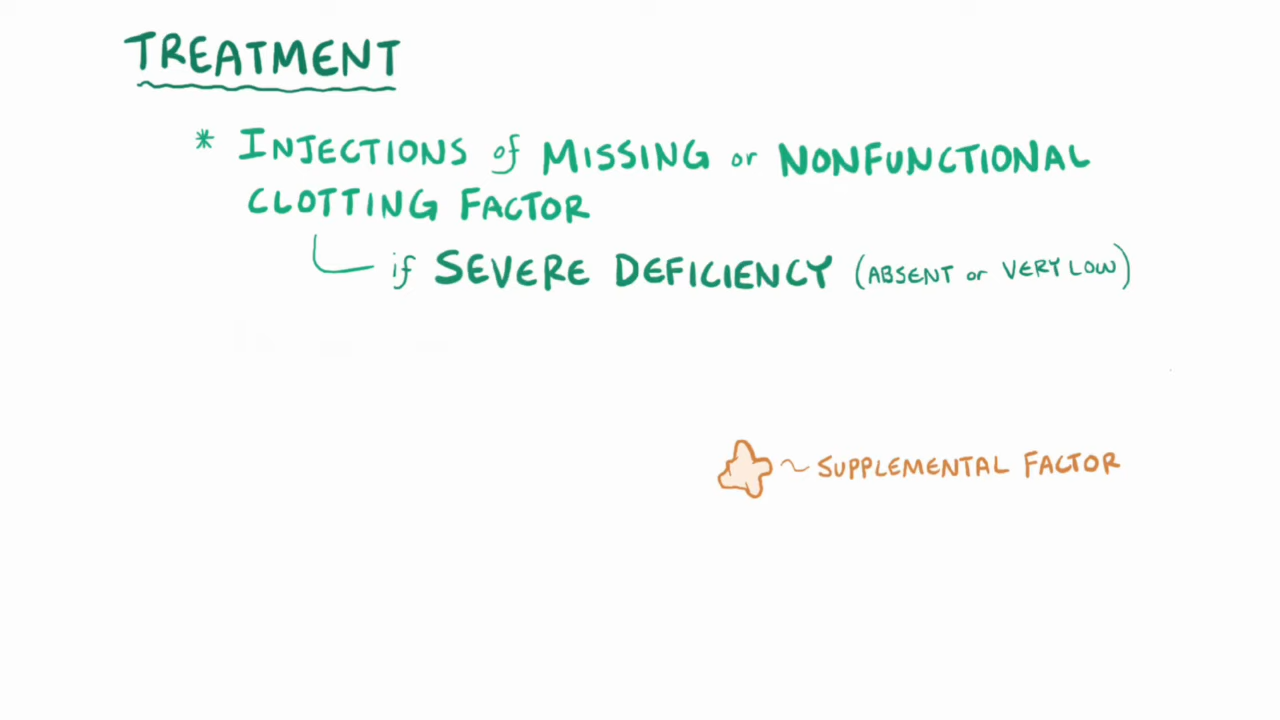 TREATMENT
* INJECTIONS of MISSING or NONFUNCTIONAL
CLOTTING FACTOR
if SEVERE DEFICIENCY (ABSENT or VERY LOW)
~ SUPPLEMENTAL FACTOR